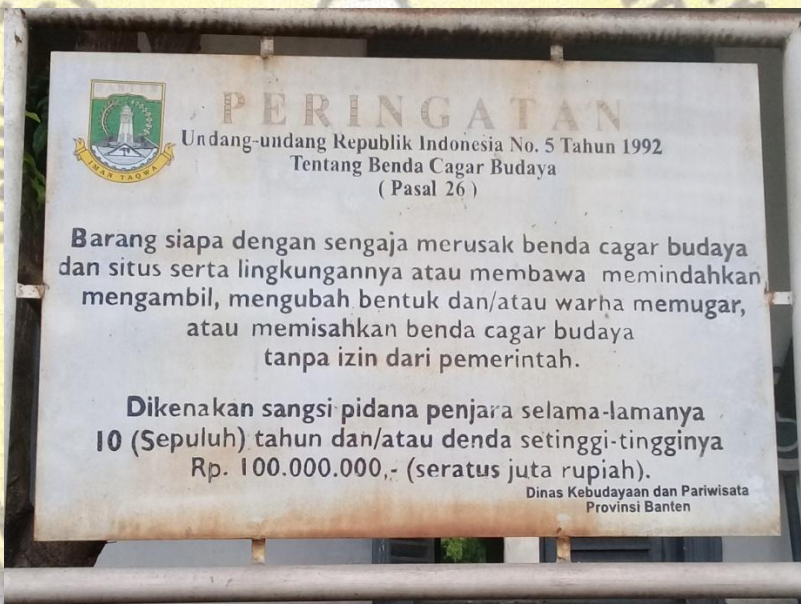 PERINGATAN
Undang-undang Republik Indonesia No. 5 Tahun 1992
Tentang Benda Cagar Budaya
( Pasal 26 )
IMAN TAQWA
Barang siapa dengan sengaja merusak benda cagar budaya
dan situs serta lingkungannya atau membawa memindahkan,
mengambil, mengubah bentuk dan/atau warha memugar,
atau memisahkan benda cagar budaya
tanpa izin dari pemerintah.
Dikenakan sangsi pidana penjara selama-lamanya
10 (Sepuluh) tahun dan/atau denda setinggi-tingginya
Rp. 100.000.000,- (seratus juta rupiah).
Dinas Kebudayaan dan Pariwisata
Provinsi Banten